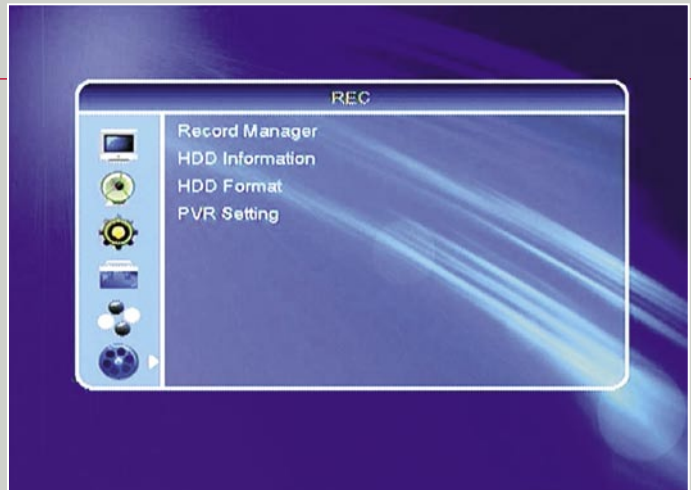 REC
Record Manager
HDD Information
HDD Format
PVR Setting